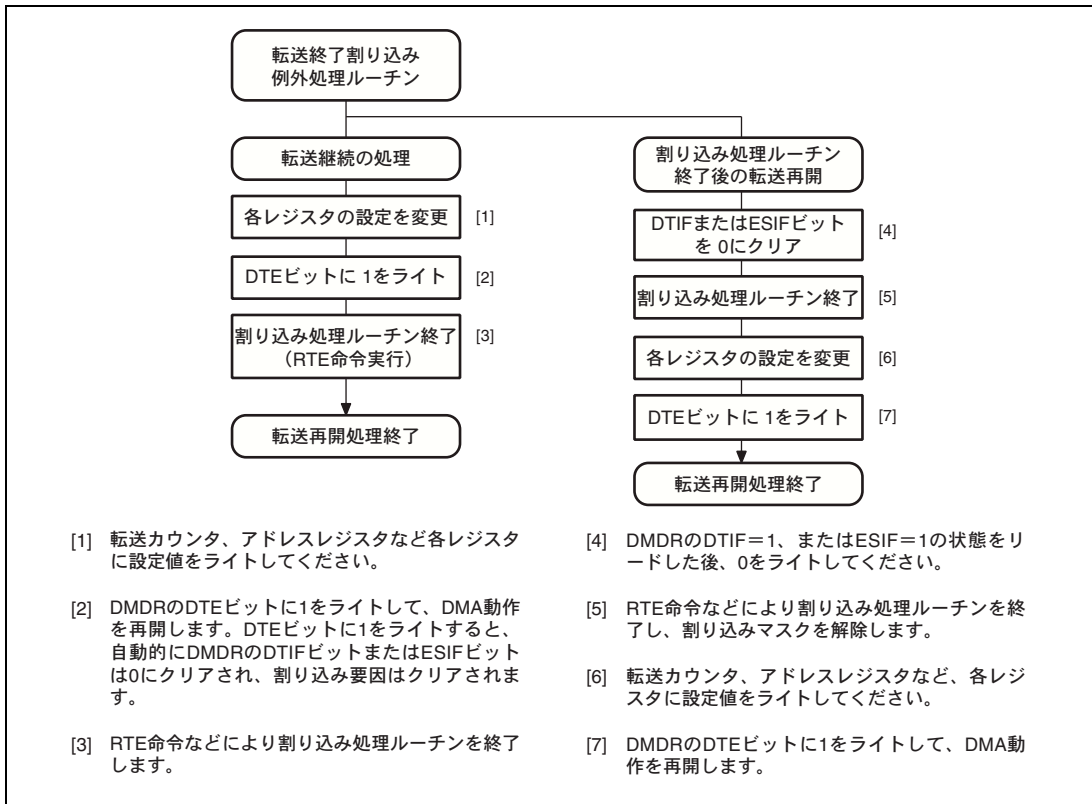 転送終了割り込み
例外処理ルーチン
転送継続の処理
各レジスタの設定を変更 [1]
DTEビットに 1をライト [2]
割り込み処理ルーチン終了 [3]
（RTE命令実行）
転送再開処理終了
割り込み処理ルーチン
終了後の転送再開
DTIFまたはESIFビット
を 0にクリア [4]
割り込み処理ルーチン終了 [5]
各レジスタの設定を変更 [6]
DTEビットに 1をライト [7]
転送再開処理終了
[1] 転送カウンタ、アドレスレジスタなど各レジスタ
に設定値をライトしてください。
[2] DMDRのDTEビットに1をライトして、DMA動作
を再開します。DTEビットに1をライトすると、
自動的にDMDRのDTIFビットまたはESIFビット
は0にクリアされ、割り込み要因はクリアされま
す。
[3] RTE命令などにより割り込み処理ルーチンを終了
します。
[4] DMDRのDTIF＝1、またはESIF＝1の状態をリ
ードした後、0をライトしてください。
[5] RTE命令などにより割り込み処理ルーチンを終
了し、割り込みマスクを解除します。
[6] 転送カウンタ、アドレスレジスタなど、各レジ
スタに設定値をライトしてください。
[7] DMDRのDTEビットに1をライトして、DMA動
作を再開します。